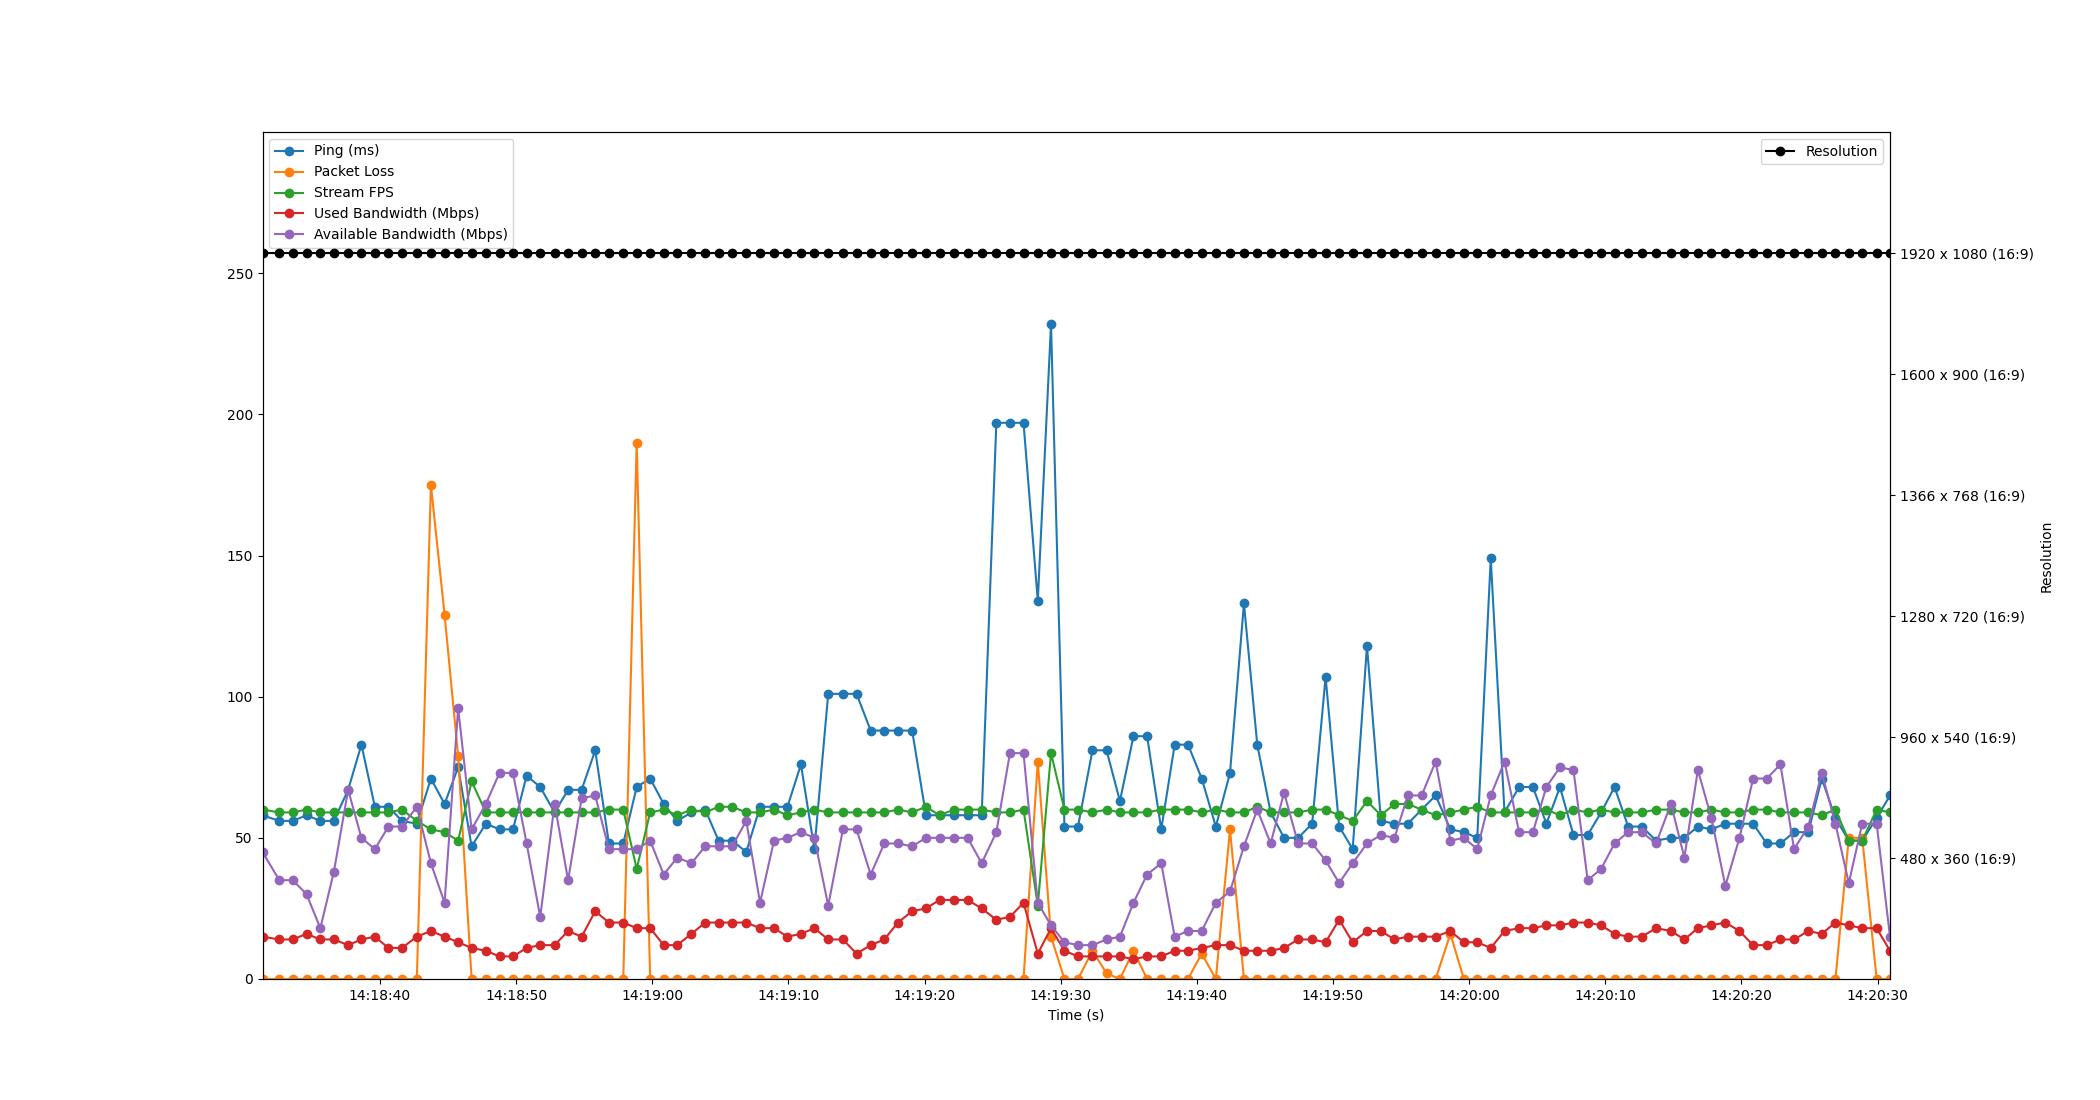 Ping (ms)
Packet Loss
Stream FPS
Used Bandwidth (Mbps)
Available Bandwidth (Mbps)
Resolution
250
200
150
100
50
0
1920 x 1080 (16:9)
1600 x 900 (16:9)
1366 x 768 (16:9)
1280 x 720 (16:9)
960 x 540 (16:9)
480 x 360 (16:9)
Resolution
14:18:40
14:18:50
14:19:00
14:19:10
14:19:20
14:19:30
14:19:40
14:19:50
14:20:00
14:20:10
14:20:20
14:20:30
Time (s)